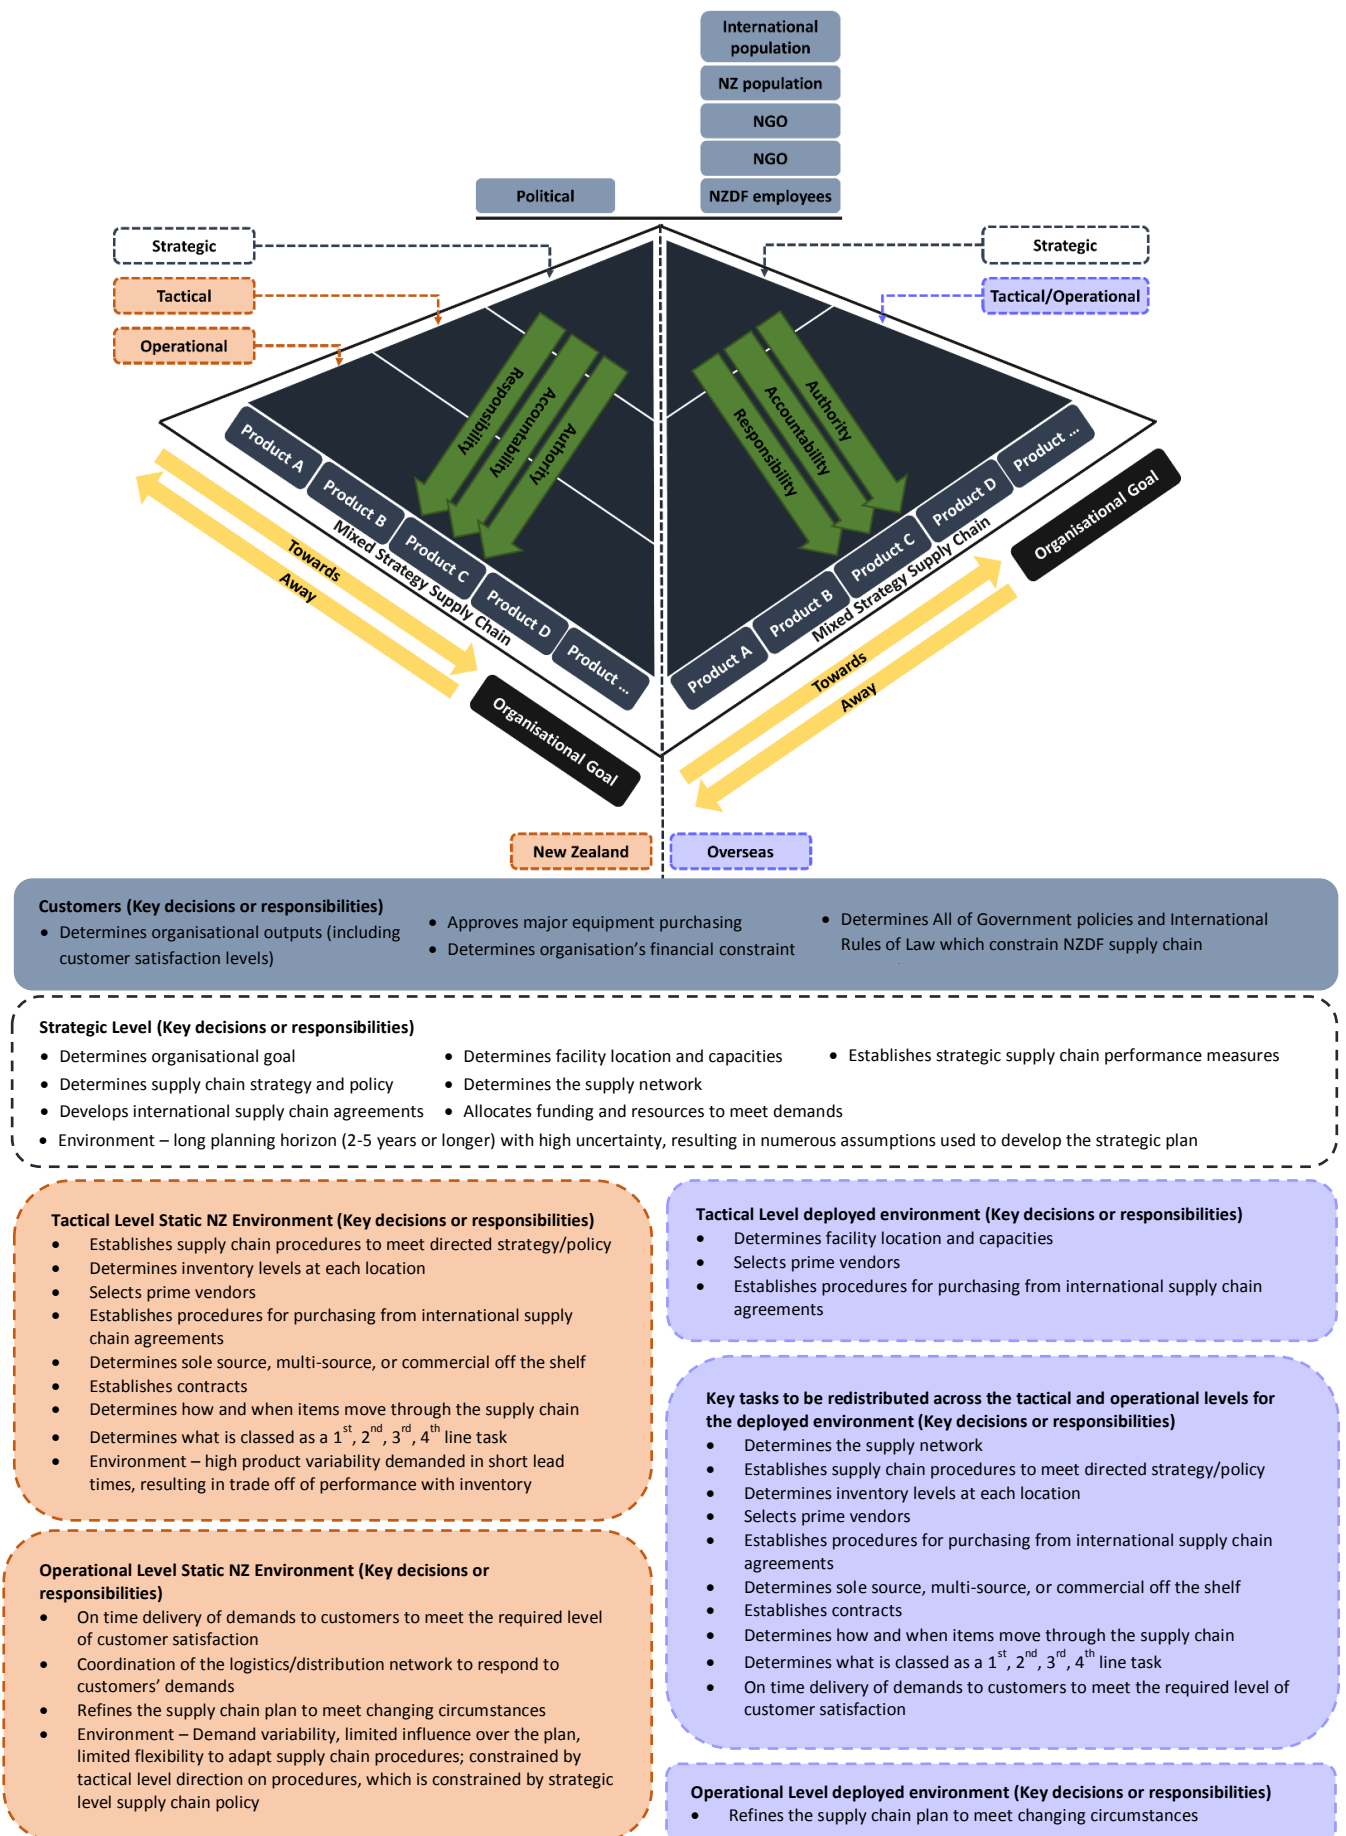 International
population
NZ population
NGO
NGO
NZDF employees
Political
Strategic
Tactical
Operational
Strategic
Tactical/Operational
Responsibility
Accountability
Authority
Authority
Accountability
Responsibility
Product A
Product B
Product C
Product D
Product ...
Mixed Strategy Supply Chain
Towards
Away
Organisational Goal
Product A
Product B
Product C
Product D
Product ...
Mixed Strategy Supply Chain
Towards
Away
Organisational Goal
New Zealand
Overseas
Customers (Key decisions or responsibilities)
• Determines organisational outputs (including
customer satisfaction levels)
• Approves major equipment purchasing
• Determines organisation's financial constraint
• Determines All of Government policies and International
Rules of Law which constrain NZDF supply chain
Strategic Level (Key decisions or responsibilities)
• Determines organisational goal
• Determines supply chain strategy and policy
• Develops international supply chain agreements
• Determines facility location and capacities
• Determines the supply network
• Allocates funding and resources to meet demands
• Establishes strategic supply chain performance measures
• Environment – long planning horizon (2-5 years or longer) with high uncertainty, resulting in numerous assumptions used to develop the strategic plan
Tactical Level Static NZ Environment (Key decisions or responsibilities)
• Establishes supply chain procedures to meet directed strategy/policy
• Determines inventory levels at each location
• Selects prime vendors
• Establishes procedures for purchasing from international supply
chain agreements
• Determines sole source, multi-source, or commercial off the shelf
• Establishes contracts
• Determines how and when items move through the supply chain
• Determines what is classed as a 1st, 2nd, 3rd, 4th line task
• Environment – high product variability demanded in short lead
times, resulting in trade off of performance with inventory
Operational Level Static NZ Environment (Key decisions or
responsibilities)
• On time delivery of demands to customers to meet the required level
of customer satisfaction
• Coordination of the logistics/distribution network to respond to
customers' demands
• Refines the supply chain plan to meet changing circumstances
• Environment – Demand variability, limited influence over the plan,
limited flexibility to adapt supply chain procedures; constrained by
tactical level direction on procedures, which is constrained by strategic
level supply chain policy
Tactical Level deployed environment (Key decisions or responsibilities)
• Determines facility location and capacities
• Selects prime vendors
• Establishes procedures for purchasing from international supply chain
agreements
Key tasks to be redistributed across the tactical and operational levels for
the deployed environment (Key decisions or responsibilities)
• Determines the supply network
• Establishes supply chain procedures to meet directed strategy/policy
• Determines inventory levels at each location
• Selects prime vendors
• Establishes procedures for purchasing from international supply chain
agreements
• Determines sole source, multi-source, or commercial off the shelf
• Establishes contracts
• Determines how and when items move through the supply chain
• Determines what is classed as a 1st, 2nd, 3rd, 4th line task
• On time delivery of demands to customers to meet the required level of
customer satisfaction
Operational Level deployed environment (Key decisions or responsibilities)
• Refines the supply chain plan to meet changing circumstances